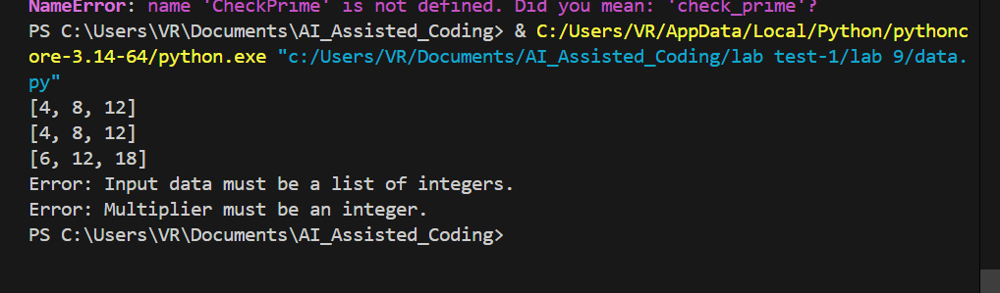 NameError: name 'CheckPrime' is not defined. Did you mean: 'check_prime'?
PS C:\Users\VR\Documents\AI_Assisted_Coding> & C:/Users/VR/AppData/Local/Python/pythonc
ore-3.14-64/python.exe "c:/Users/VR/Documents/AI_Assisted_Coding/lab test-1/lab 9/data.
py"
[4, 8, 12]
[4, 8, 12]
[6, 12, 18]
Error: Input data must be a list of integers.
Error: Multiplier must be an integer.
PS C:\Users\VR\Documents\AI_Assisted_Coding>